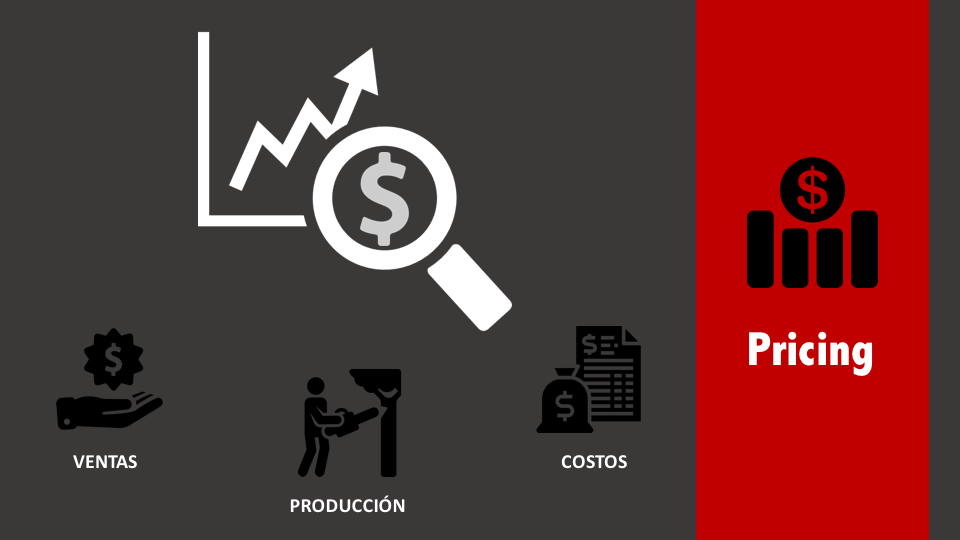 $
$
Pricing
$
$
$
VENTAS
COSTOS
PRODUCCIÓN